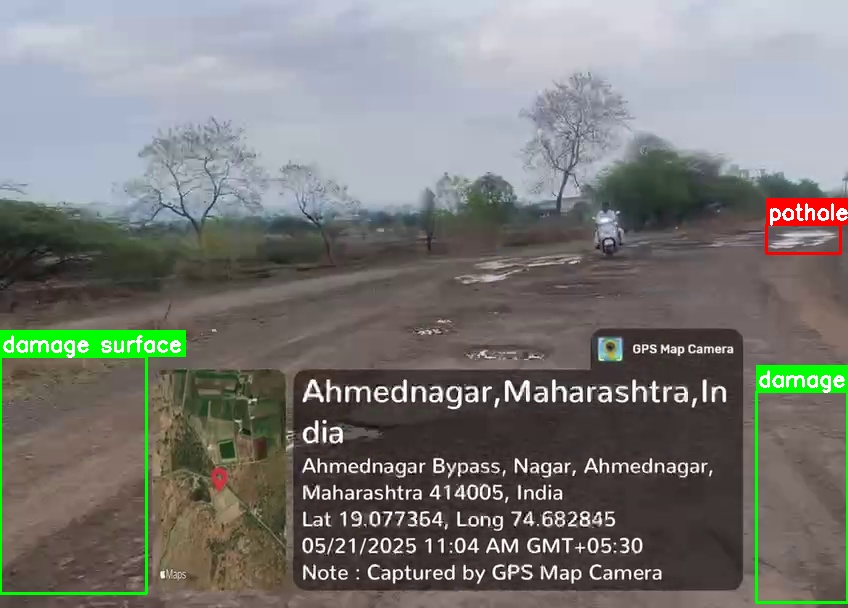 pothole
damage surface
damage
GPS Map Camera
Ahmednagar,Maharashtra,In
dia
Ahmednagar Bypass, Nagar, Ahmednagar,
Maharashtra 414005, India
Lat 19.077354, Long 74.682845
05/21/2025 11:04 AM GMT+05:30
Note : Captured by GPS Map Camera
Maps